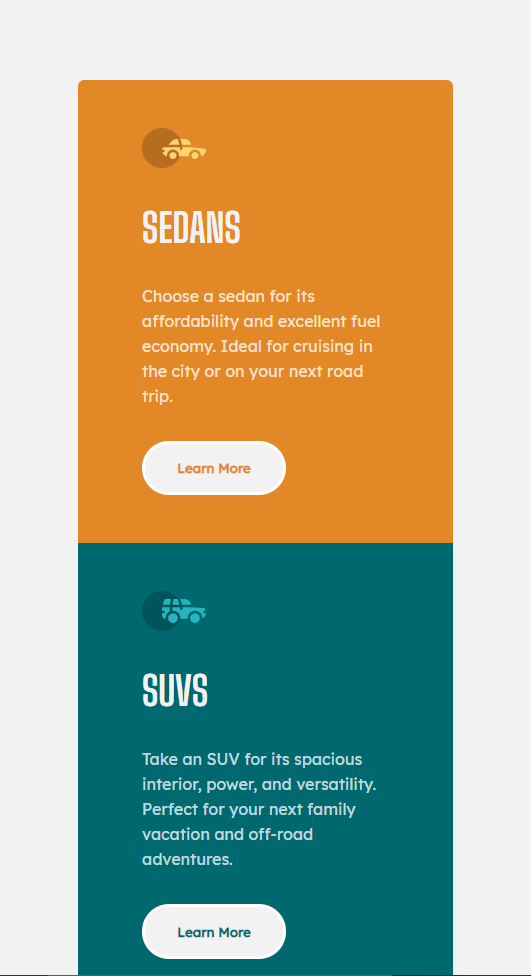 SEDANS
Choose a sedan for its
affordability and excellent fuel
economy. Ideal for cruising in
the city or on your next road
trip.
Learn More
SUVS
Take an SUV for its spacious
interior, power, and versatility.
Perfect for your next family
vacation and off-road
adventures.
Learn More